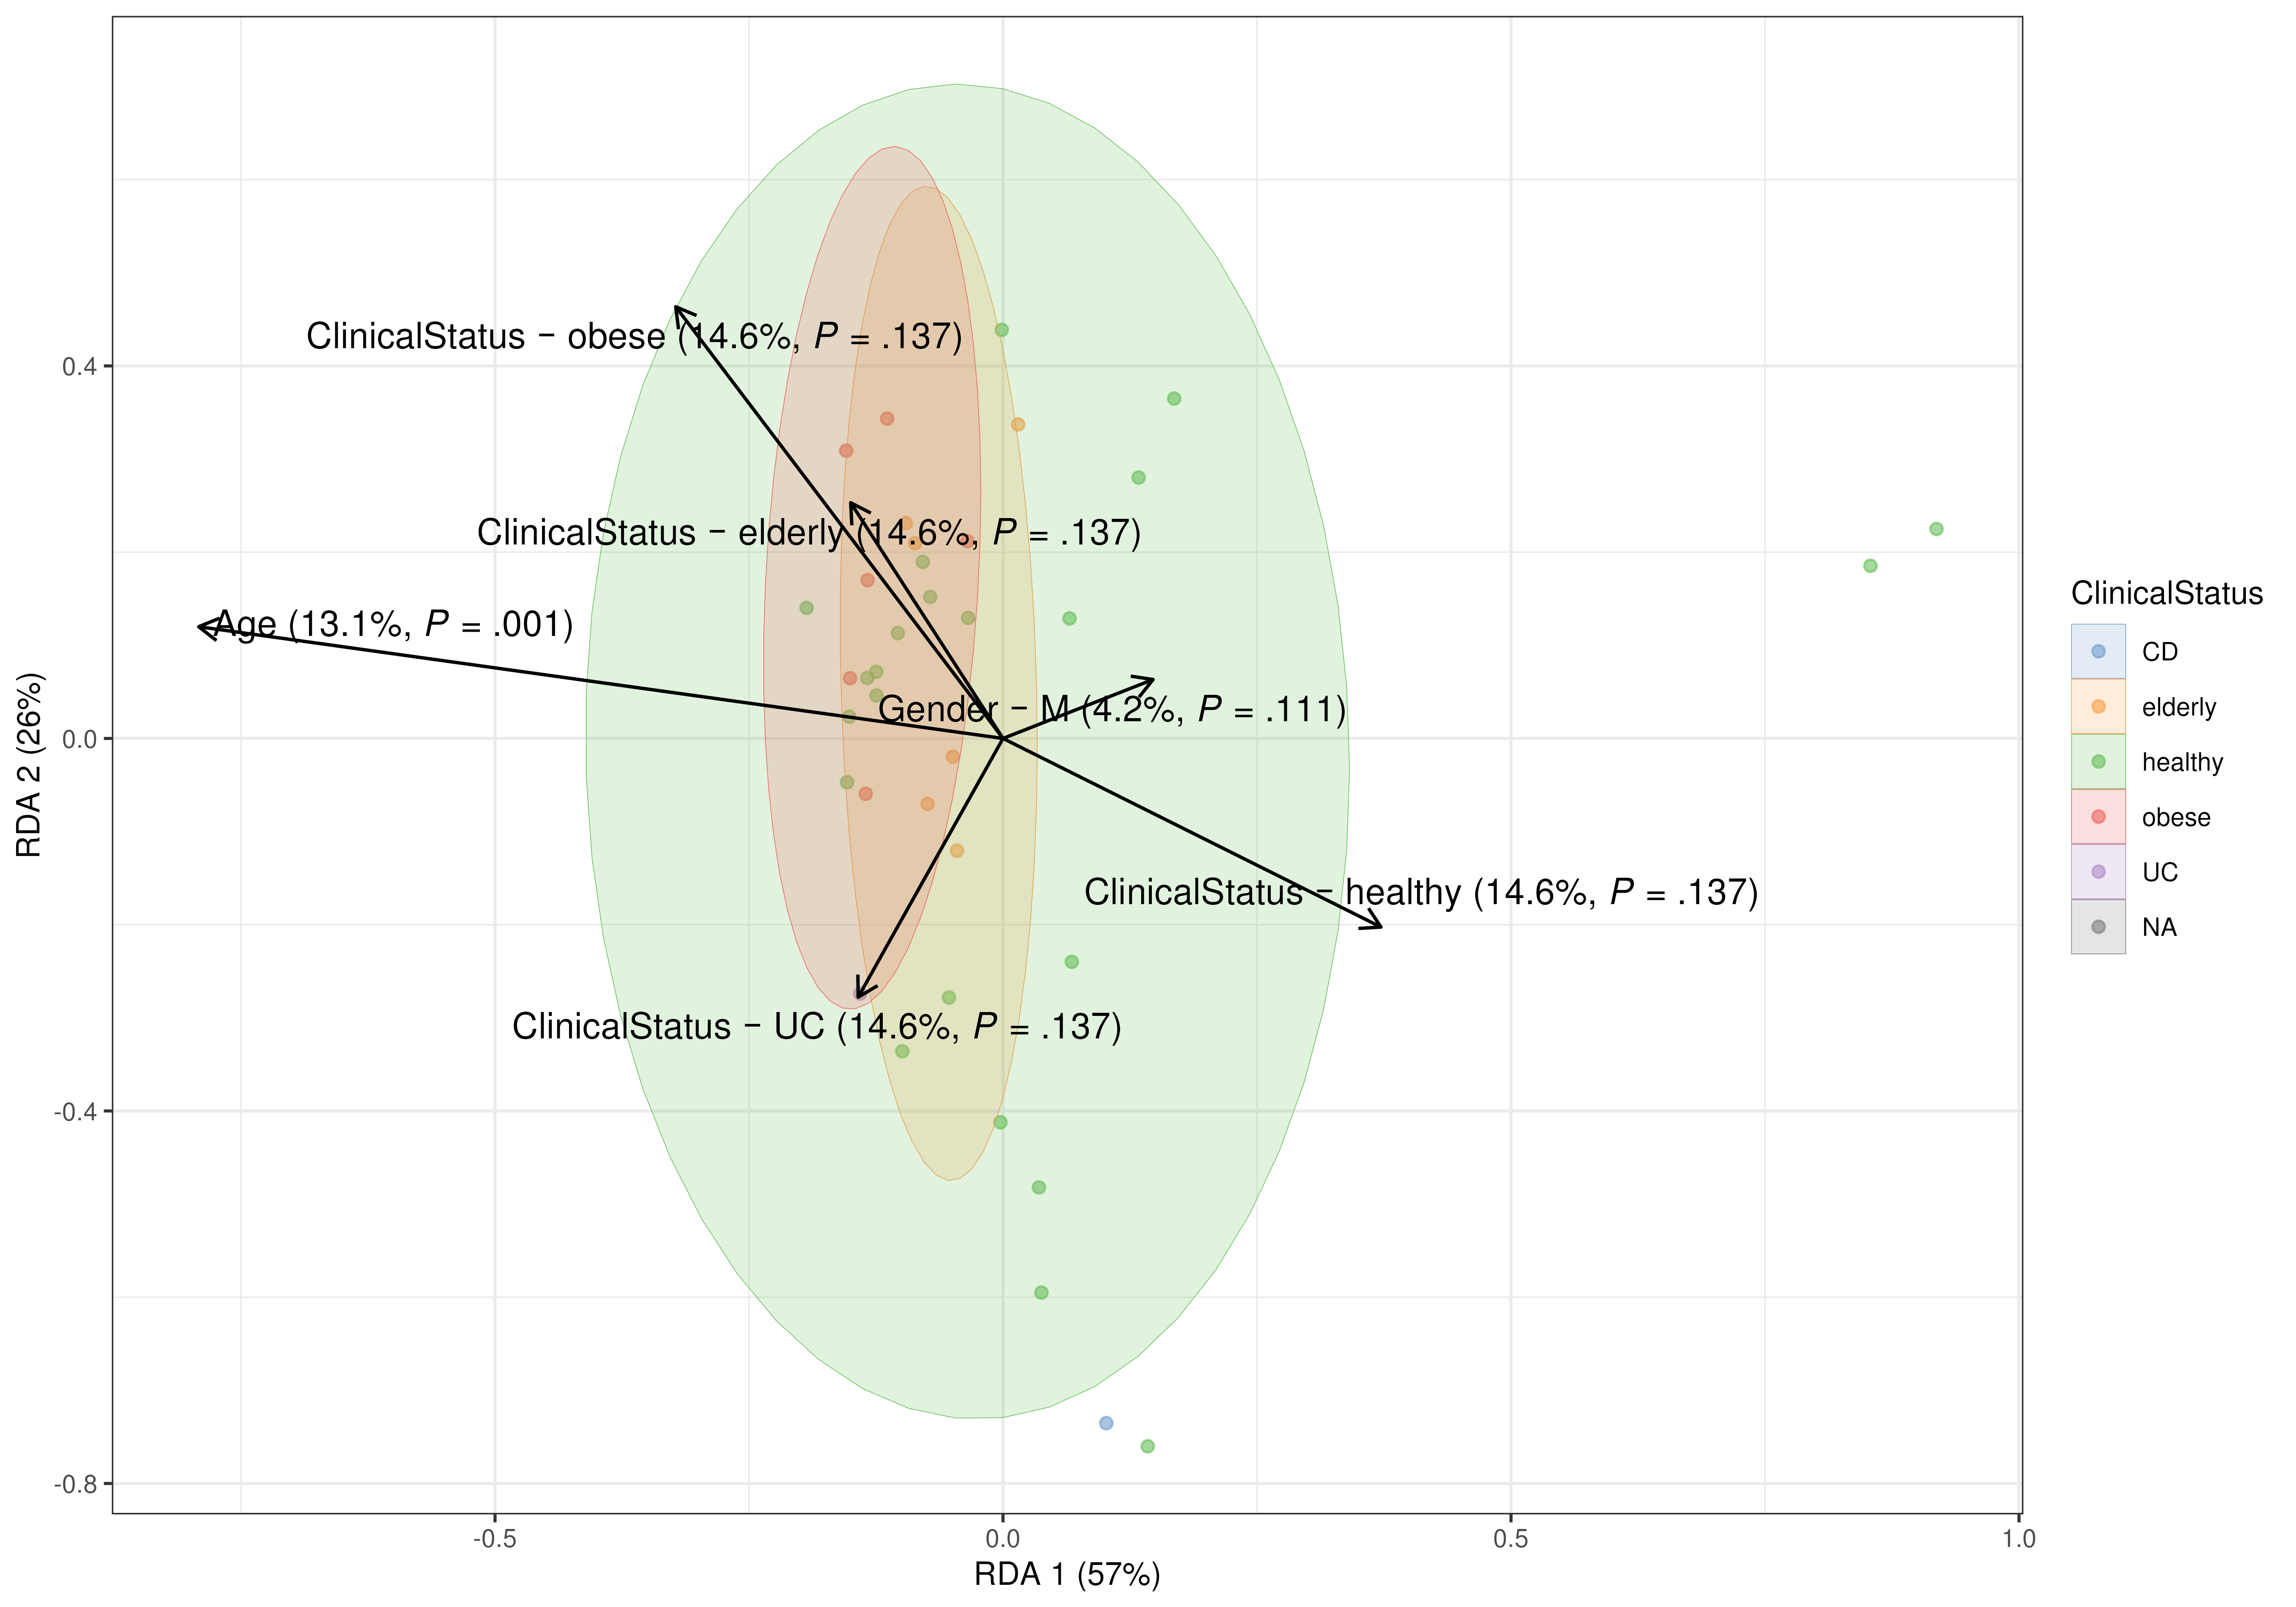 ClinicalStatus − obese (14.6%, P = .137)
ClinicalStatus − elderly (14.6%, P = .137)
Age (13.1%, P = .001)
Gender − M (4.2%, P = .111)
ClinicalStatus − healthy (14.6%, P = .137)
ClinicalStatus − UC (14.6%, P = .137)
RDA 2 (26%)
0.4
0.0
-0.4
-0.8
-0.5
0.0
0.5
1.0
RDA 1 (57%)
ClinicalStatus
CD
elderly
healthy
obese
UC
NA